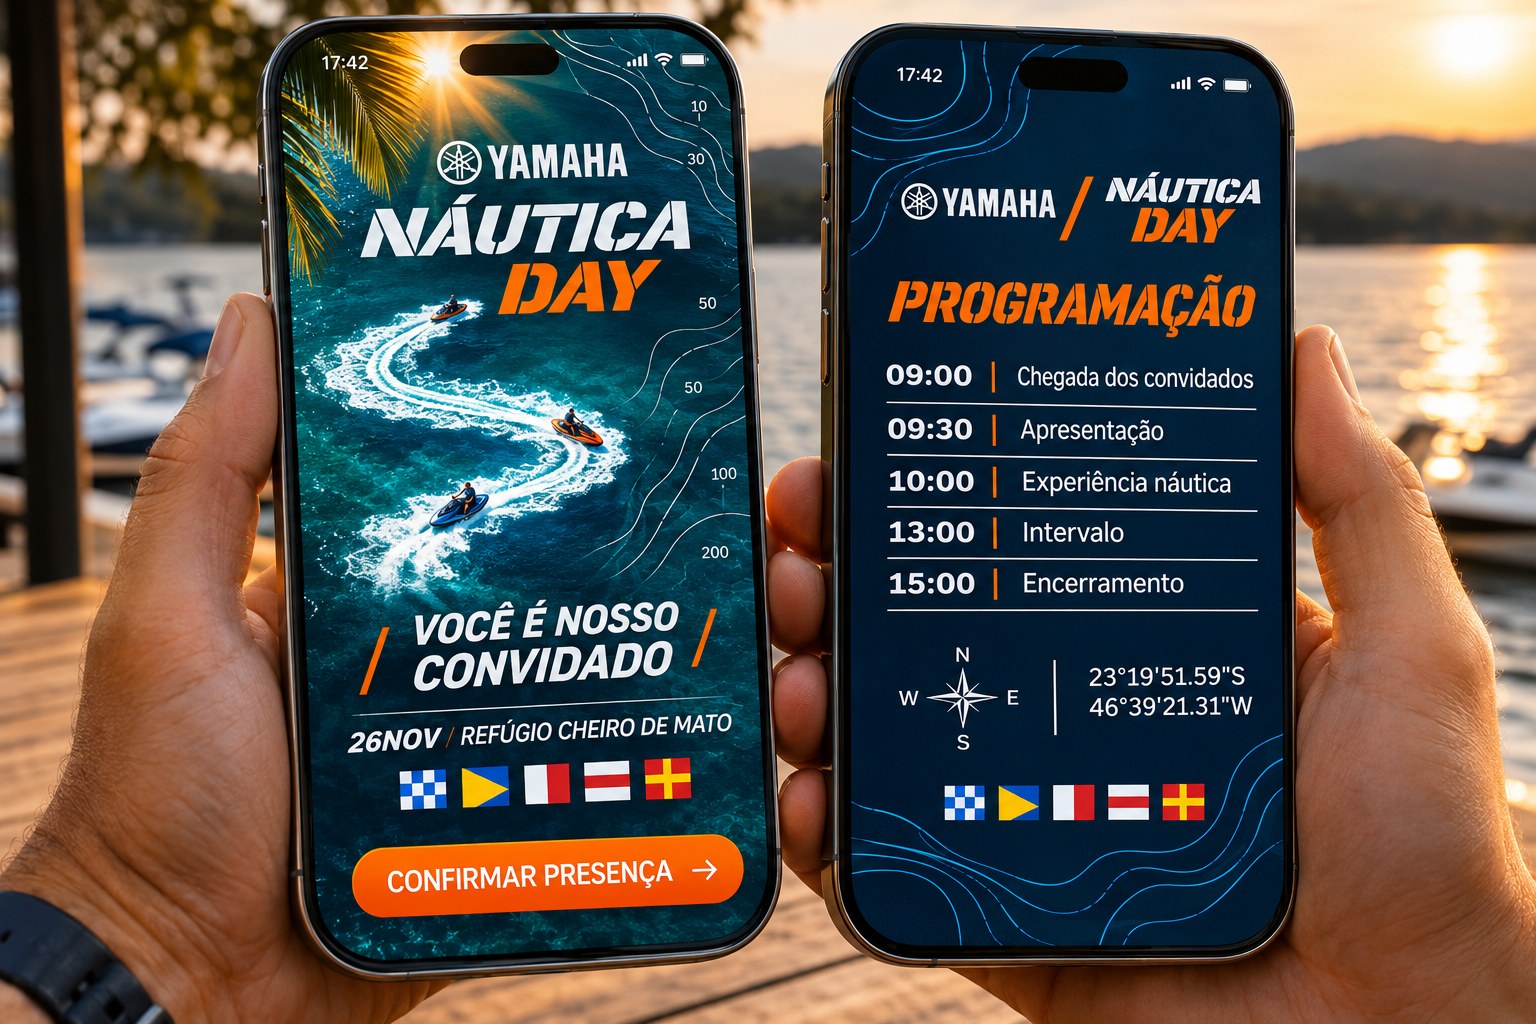 17:42
YAMAHA
NÁUTICA
DAY
10
30
50
50
100
200
VOCÊ É NOSSO
CONVIDADO
26NOV / REFÚGIO CHEIRO DE MATO
CONFIRMAR PRESENÇA →
17:42
YAMAHA / NÁUTICA
DAY
PROGRAMAÇÃO
09:00 | Chegada dos convidados
09:30 | Apresentação
10:00 | Experiência náutica
13:00 | Intervalo
15:00 | Encerramento
N
W E
S
23°19'51.59"S
46°39'21.31"W